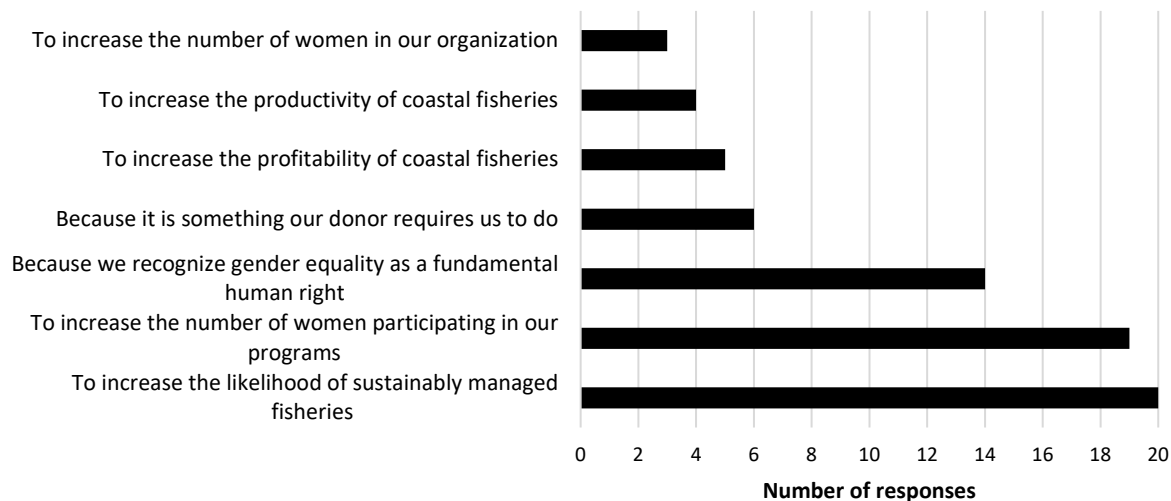 To increase the number of women in our organization
To increase the productivity of coastal fisheries
To increase the profitability of coastal fisheries
Because it is something our donor requires us to do
Because we recognize gender equality as a fundamental
human right
To increase the number of women participating in our
programs
To increase the likelihood of sustainably managed
fisheries
0 2 4 6 8 10 12 14 16 18 20
Number of responses